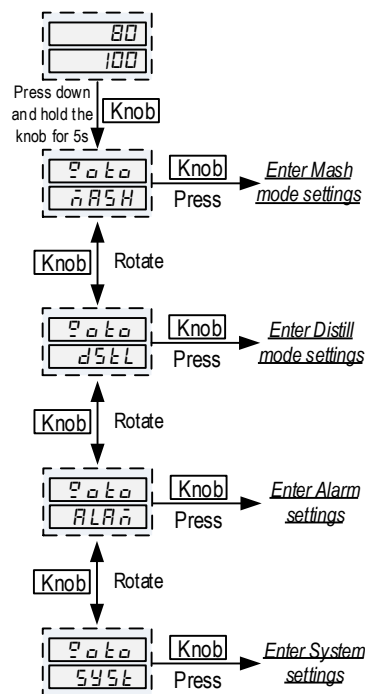 80
100
Press down
and hold the
knob for 5s
Knob
Goto
MASH
Knob
Press
Enter Mash
mode settings
Knob
Rotate
Goto
dStL
Knob
Press
Enter Distill
mode settings
Knob
Rotate
Goto
ALAM
Knob
Press
Enter Alarm
settings
Knob
Rotate
Goto
SYSt
Knob
Press
Enter System
settings